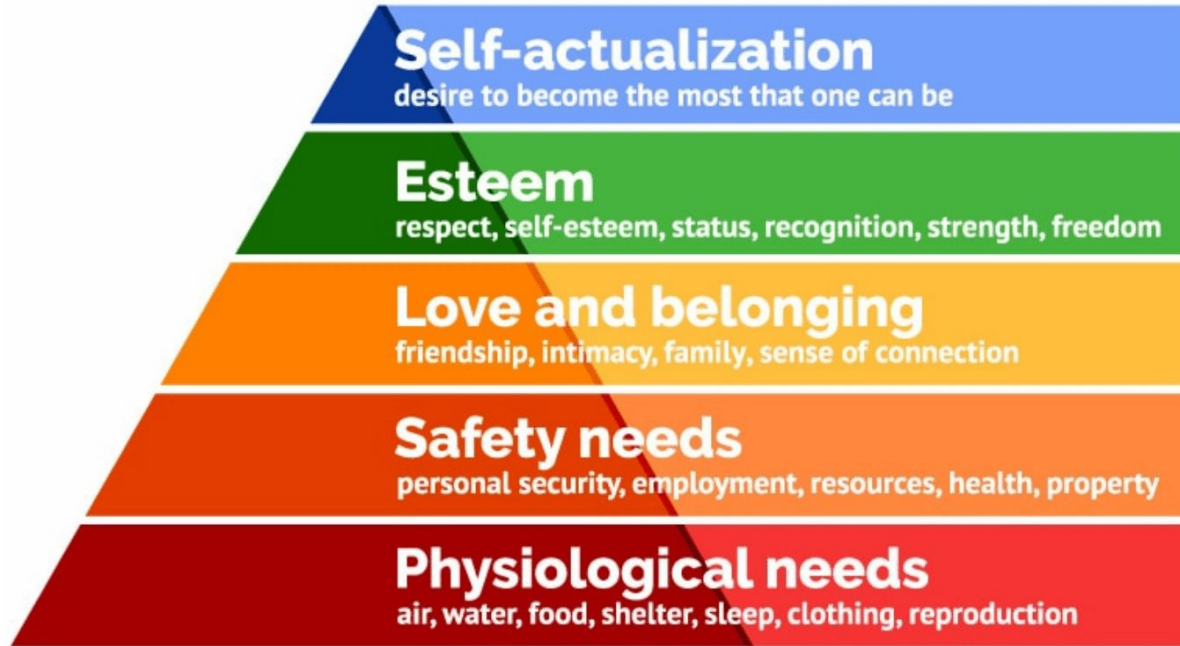 Self-actualization
desire to become the most that one can be
Esteem
respect, self-esteem, status, recognition, strength, freedom
Love and belonging
friendship, intimacy, family, sense of connection
Safety needs
personal security, employment, resources, health, property
Physiological needs
air, water, food, shelter, sleep, clothing, reproduction